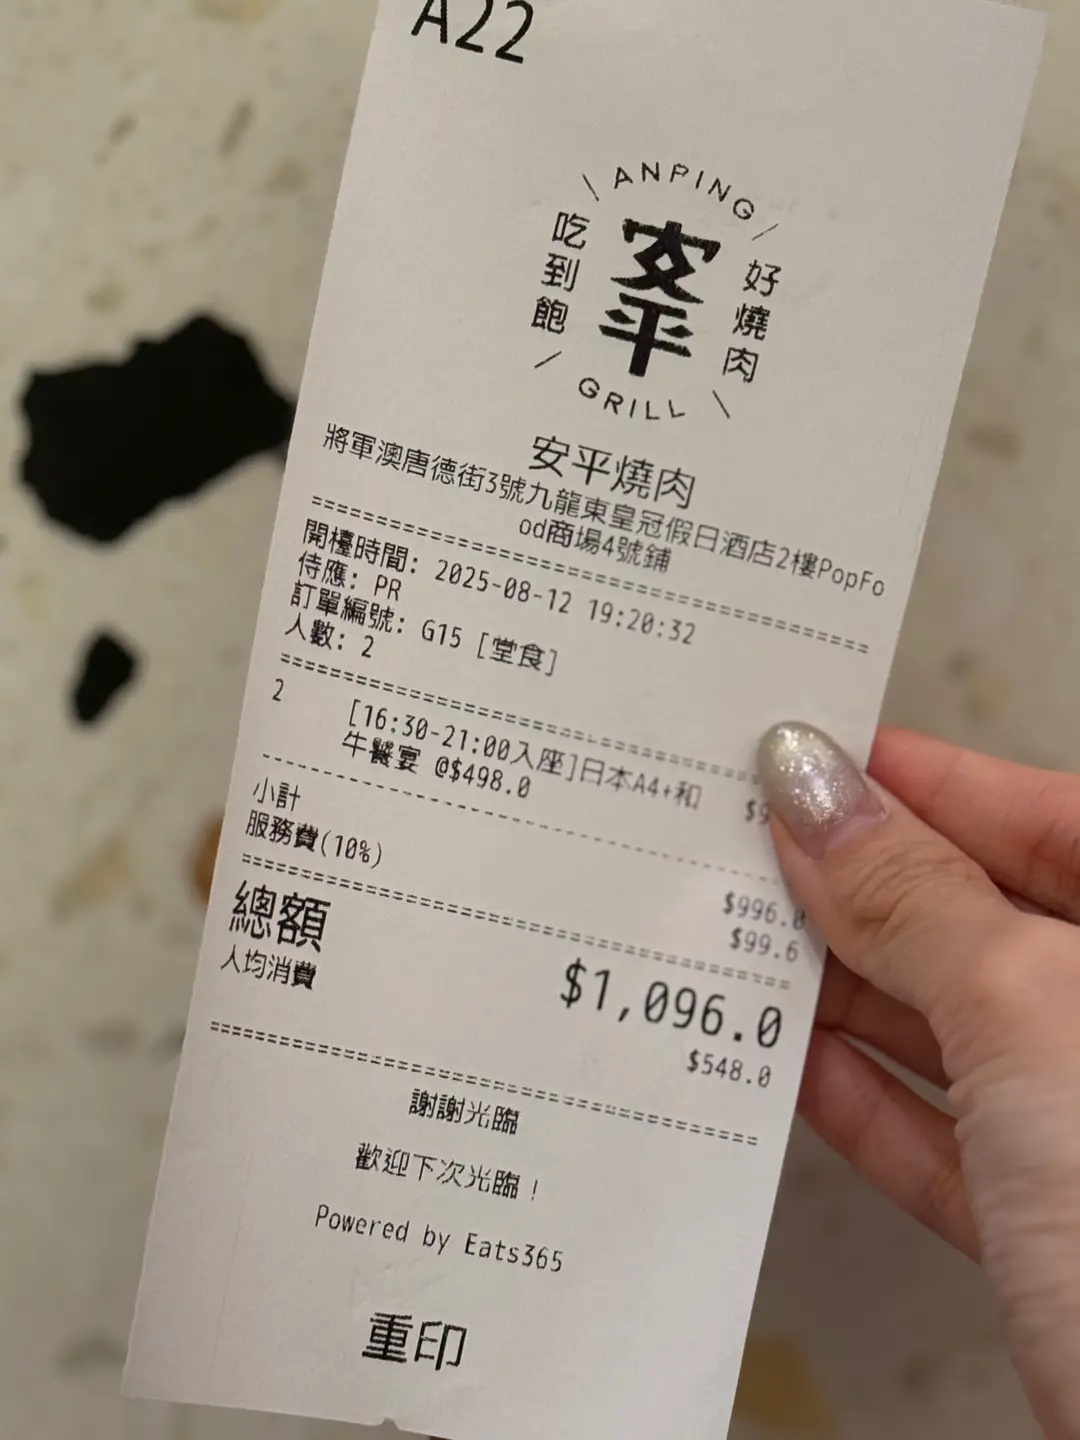 A22
ANPING
吃到飽
安平
好燒肉
GRILL
安平燒肉
將軍澳唐德街3號九龍東皇冠假日酒店2樓PopFo
od商場4號鋪
開檯時間: 2025-08-12 19:20:32
侍應: PR
訂單編號: G15 [堂食]
人數: 2
2 [16:30-21:00入座]日本A4+和
牛饗宴 @$498.0
小計 $996.0
服務費(10%) $99.6
總額 $1,096.0
人均消費 $548.0
謝謝光臨
歡迎下次光臨!
Powered by Eats365
重印